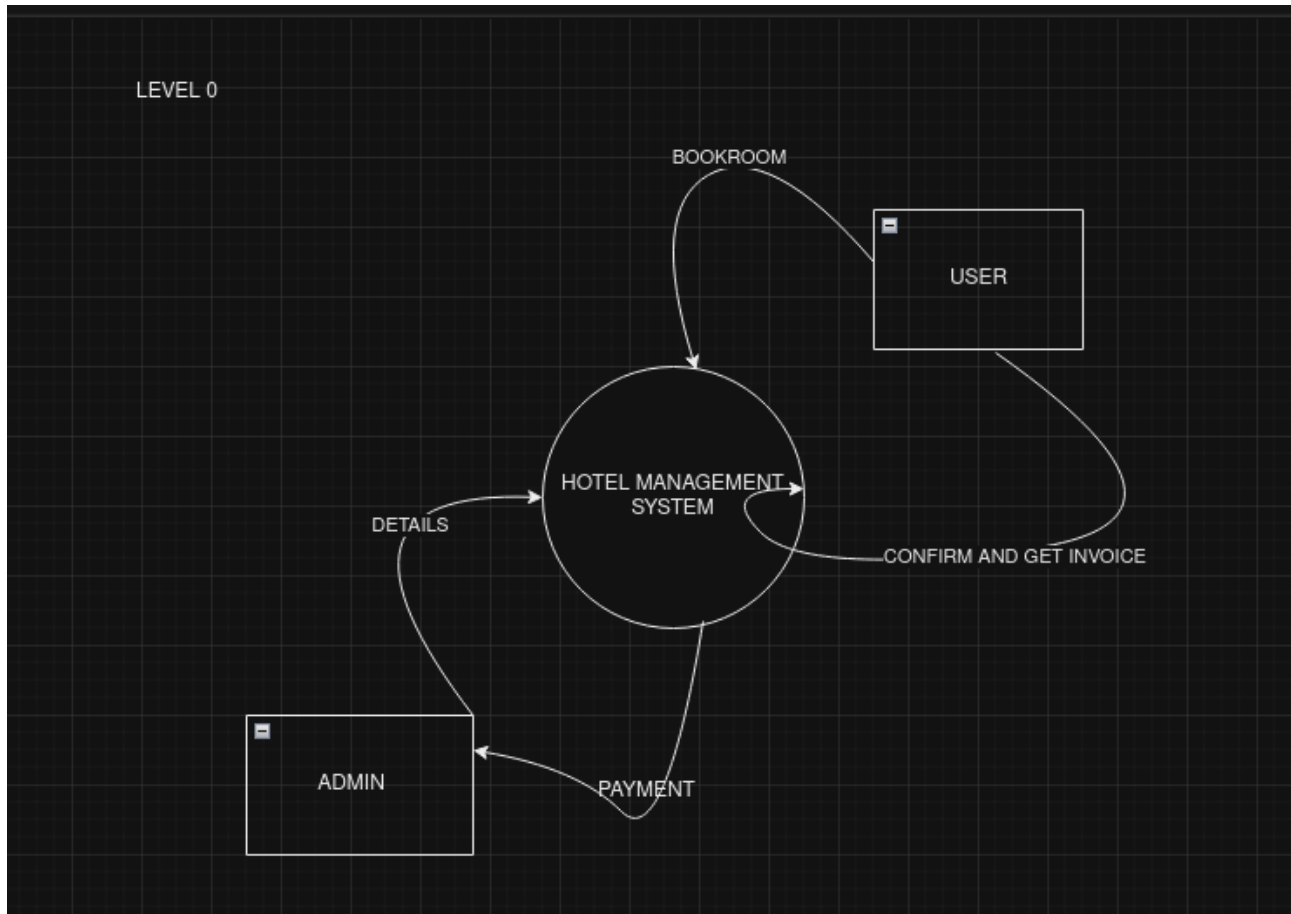 LEVEL 0
BOOKROOM
USER
HOTEL MANAGEMENT
SYSTEM
DETAILS
CONFIRM AND GET INVOICE
ADMIN
PAYMENT